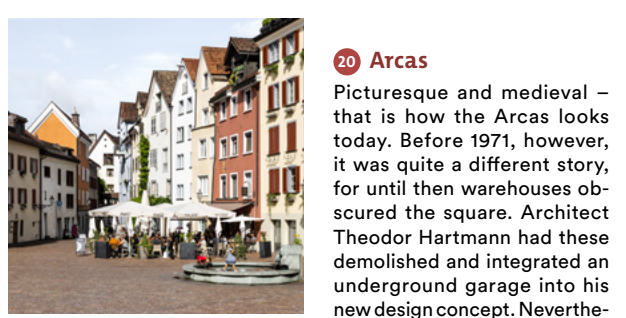 20 Arcas
Picturesque and medieval –
that is how the Arcas looks
today. Before 1971, however,
it was quite a different story,
for until then warehouses ob-
scured the square. Architect
Theodor Hartmann had these
demolished and integrated an
underground garage into his
new design concept. Neverthe-